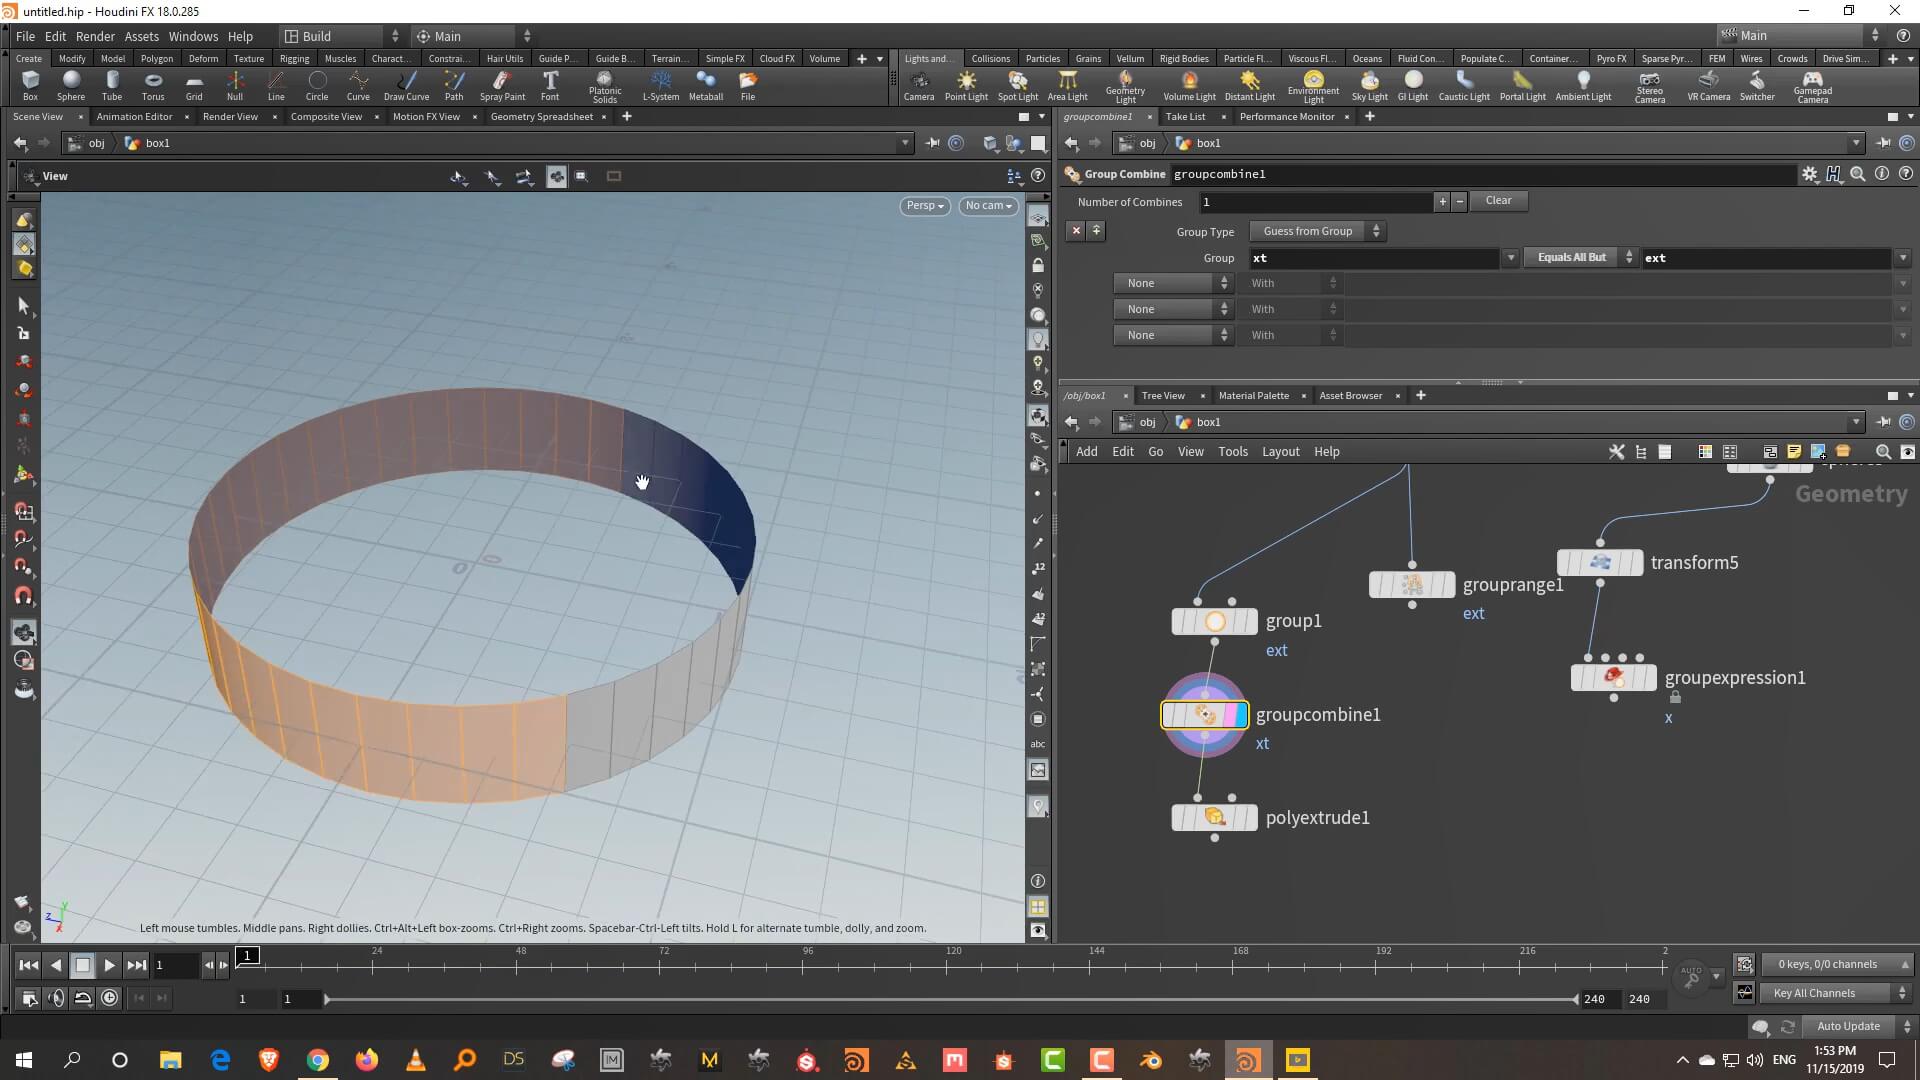 untitled.hip - Houdini FX 18.0.285
File Edit Render Assets Windows Help Build Main Main
Create Modify Model Polygon Deform Texture Rigging Muscles Charact... Constrai... Hair Utils Guide P... Guide B... Terrain... Simple FX Cloud FX Volume
Lights and... Collisions Particles Grains Vellum Rigid Bodies Particle Fl... Viscous Fl... Oceans Fluid Con... Populate C... Container... Pyro FX Sparse Pyr... FEM Wires Crowds Drive Sim...
Box Sphere Tube Torus Grid Null Line Circle Curve Draw Curve Path Spray Paint Font Platonic Solids L-System Metaball File
Camera Point Light Spot Light Area Light Geometry Light Volume Light Distant Light Environment Light Sky Light GI Light Caustic Light Portal Light Ambient Light Stereo Camera VR Camera Switcher Gamepad Camera
Scene View Animation Editor Render View Composite View Motion FX View Geometry Spreadsheet
groupcombine1 Take List Performance Monitor
obj box1
obj box1
View
Group Combine groupcombine1
Persp No cam
Number of Combines 1 Clear
Group Type Guess from Group
Group xt Equals All But ext
None With
None With
None With
/obj/box1 Tree View Material Palette Asset Browser
obj box1
Add Edit Go View Tools Layout Help
Geometry
transform5
grouprange1
ext
group1
ext
groupexpression1
x
groupcombine1
xt
polyextrude1
0 0
12
12
abc
z y x
Left mouse tumbles. Middle pans. Right dollies. Ctrl+Alt+Left box-zooms. Ctrl+Right zooms. Spacebar-Ctrl-Left tilts. Hold L for alternate tumble, dolly, and zoom.
1 1 24 48 72 96 120 144 168 192 216 2
AUTO
0 keys, 0/0 channels
1 1 240 240
Key All Channels
Auto Update
DS
ENG
1:53 PM
11/15/2019